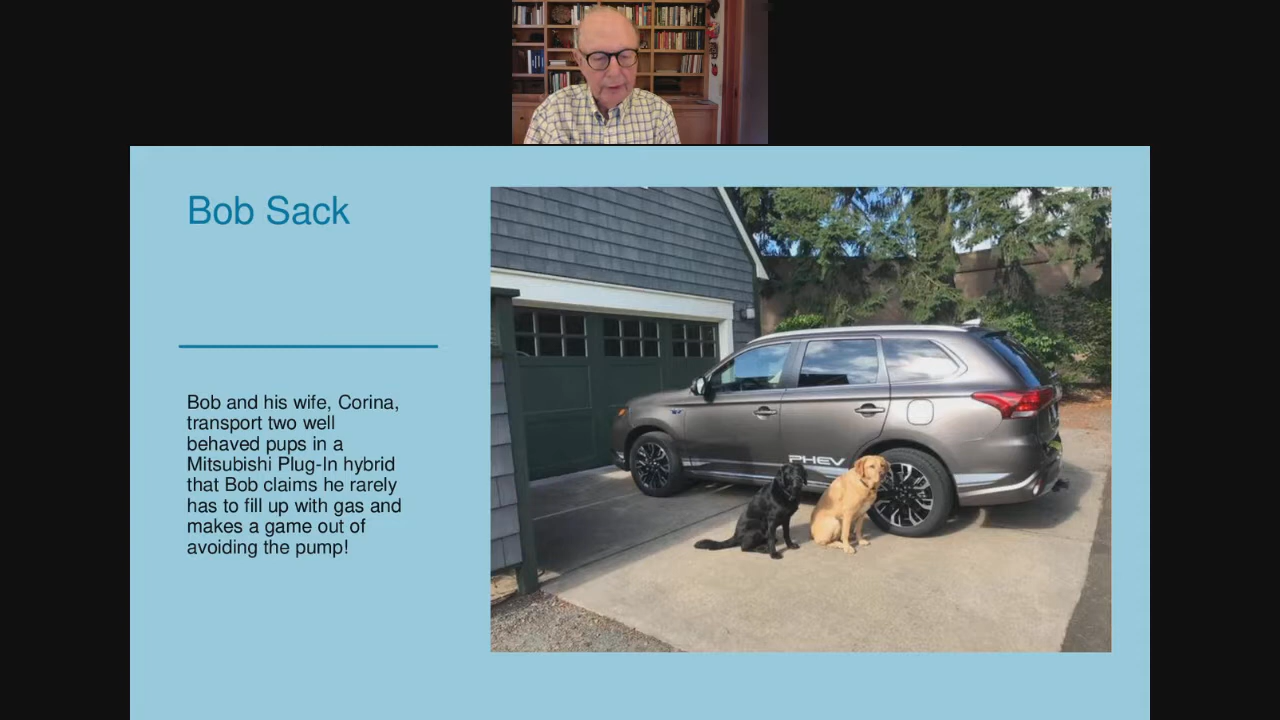 Bob Sack
Bob and his wife, Corina,
transport two well
behaved pups in a
Mitsubishi Plug-In hybrid
that Bob claims he rarely
has to fill up with gas and
makes a game out of
avoiding the pump!
PHEV